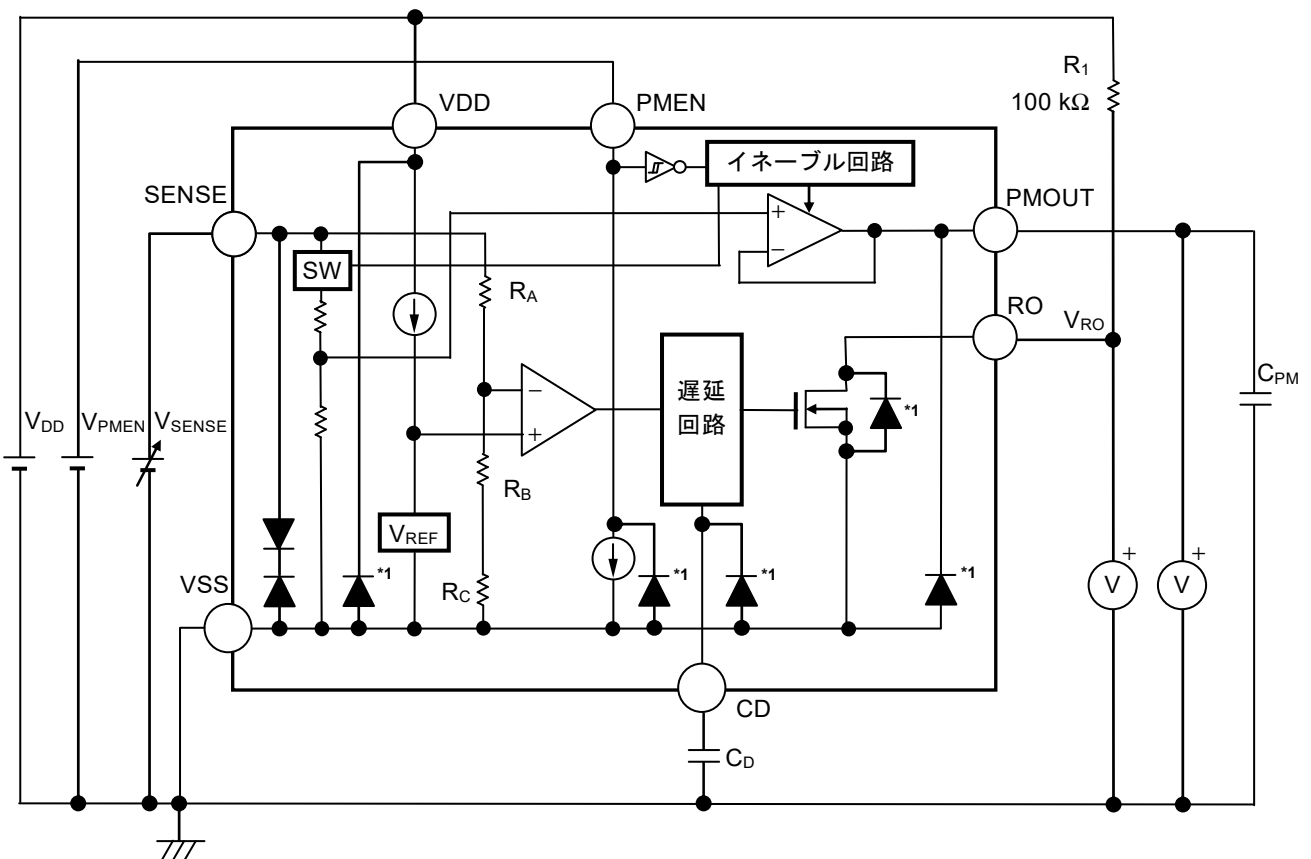 R1
100 kΩ
VDD
PMEN
イネーブル回路
SENSE
PMOUT
+
−
SW
RA
RO
VRO
遅延
回路
−
+
*1
CPM
VDD
VPMEN
VSENSE
RB
VREF
+
+
VSS
*1
RC
*1
*1
*1
V
V
CD
CD